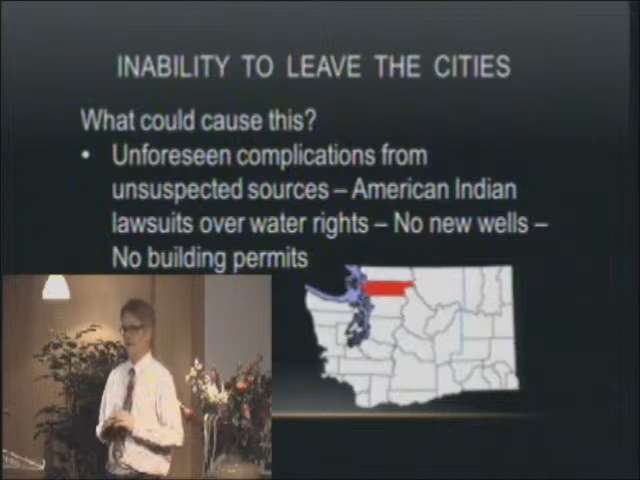 INABILITY TO LEAVE THE CITIES
What could cause this?
• Unforeseen complications from
unsuspected sources – American Indian
lawsuits over water rights – No new wells –
No building permits